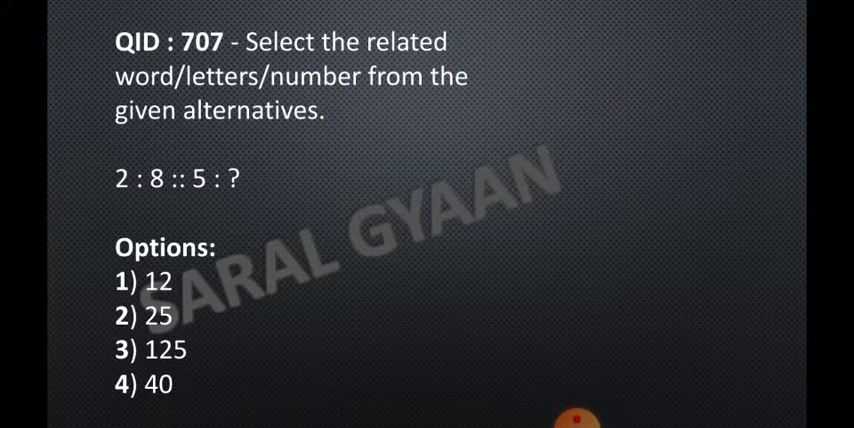 QID : 707 - Select the related
word/letters/number from the
given alternatives.
2 : 8 :: 5 : ?
SARAL GYAAN
Options:
1) 12
2) 25
3) 125
4) 40